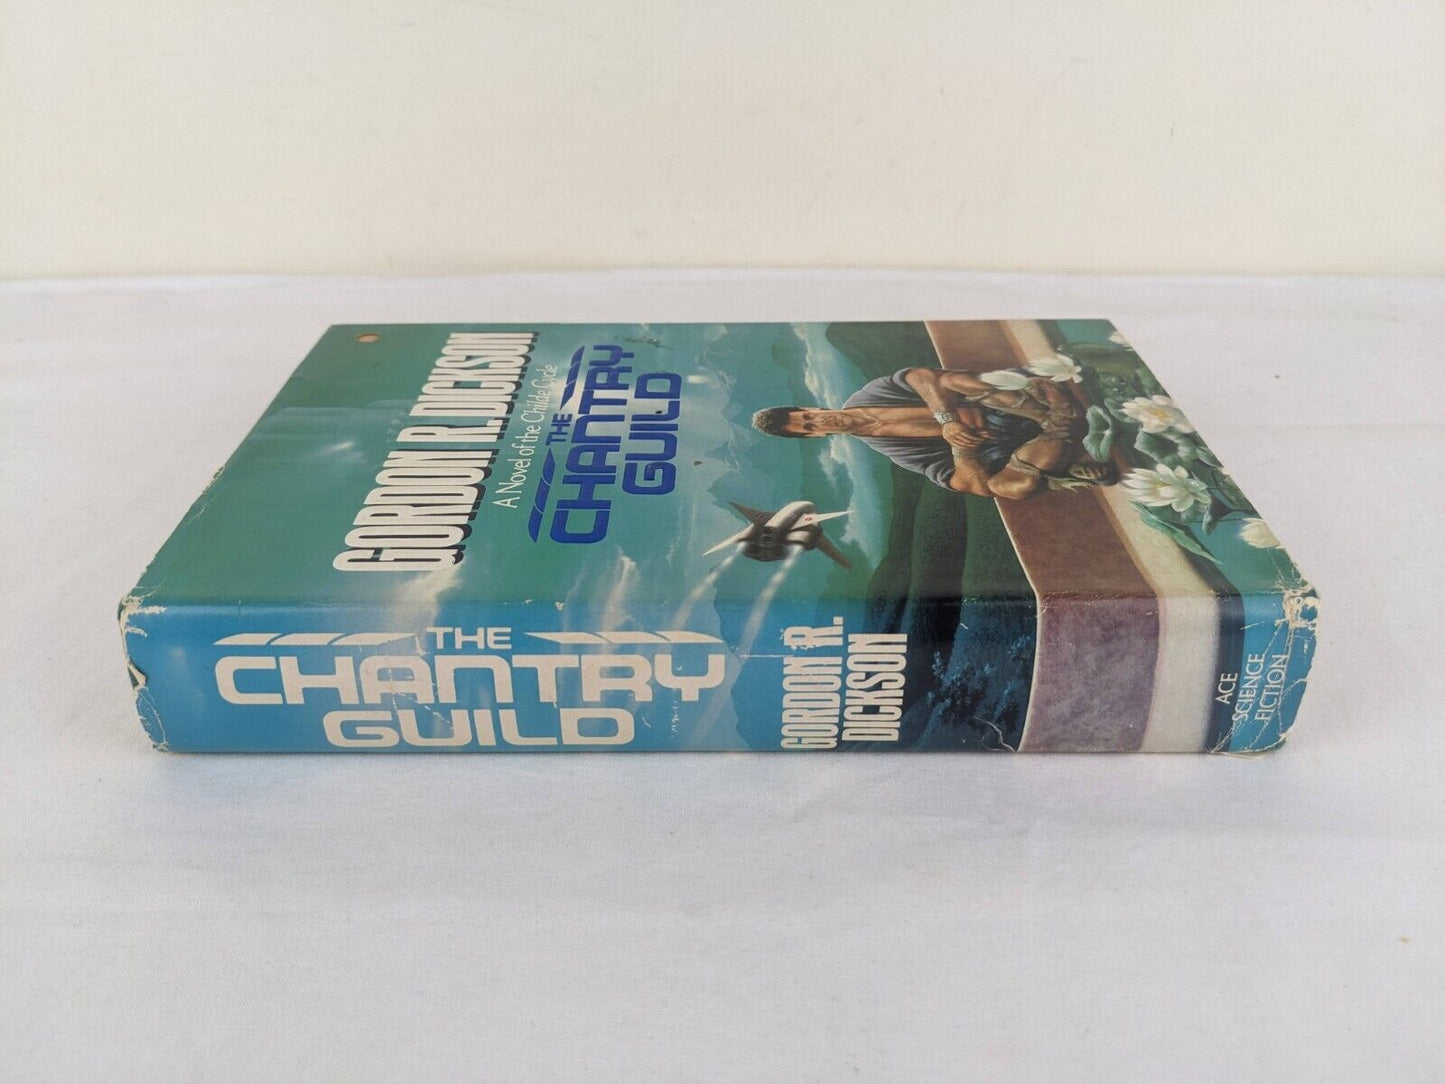 GORDON R. DICKSON
A Novel of the Childe Cycle
THE
CHANTRY
GUILD
THE
CHANTRY
GUILD
GORDON R.
DICKSON
ACE
SCIENCE
FICTION